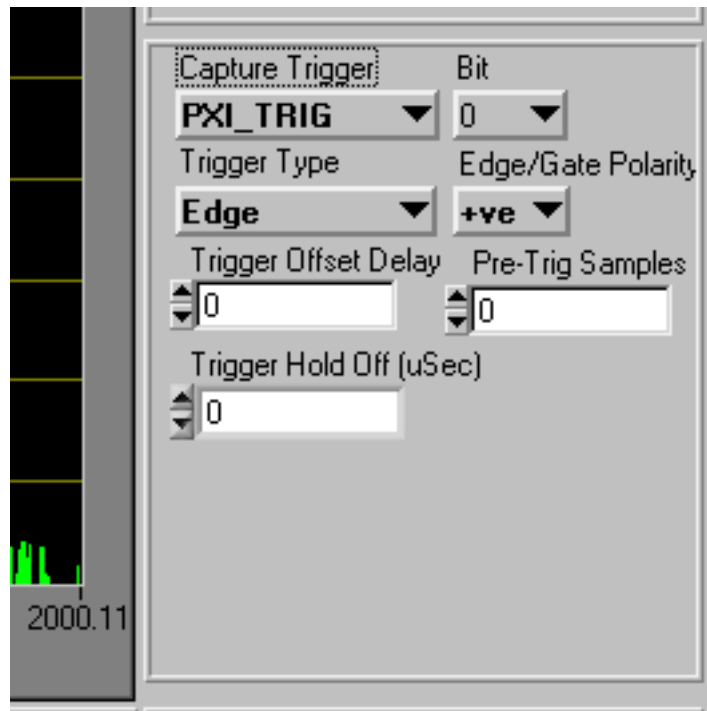 Capture Trigger Bit
PXI_TRIG 0
Trigger Type Edge/Gate Polarity
Edge +ve
Trigger Offset Delay Pre-Trig Samples
0 0
Trigger Hold Off (uSec)
0
2000.11